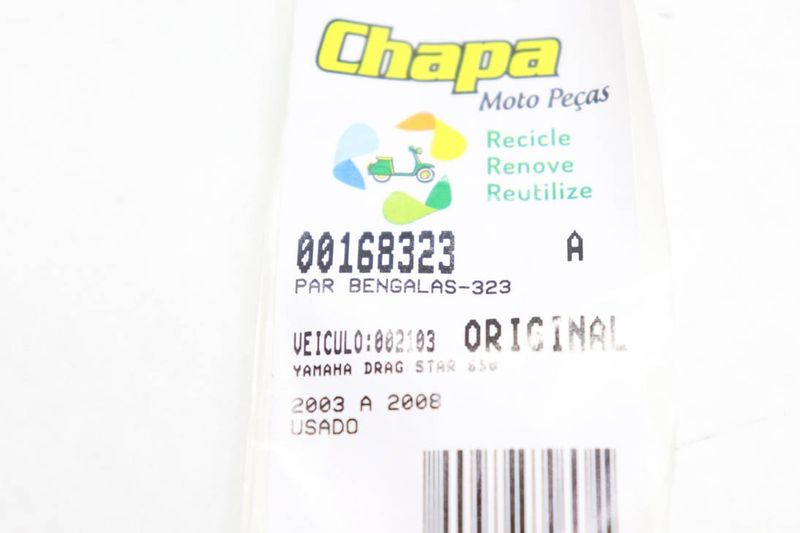 Chapa
Moto Peças
Recicle
Renove
Reutilize
00168323 A
PAR BENGALAS-323
VEICULO:002103 ORIGINAL
YAMAHA DRAG STAR 650
2003 A 2008
USADO